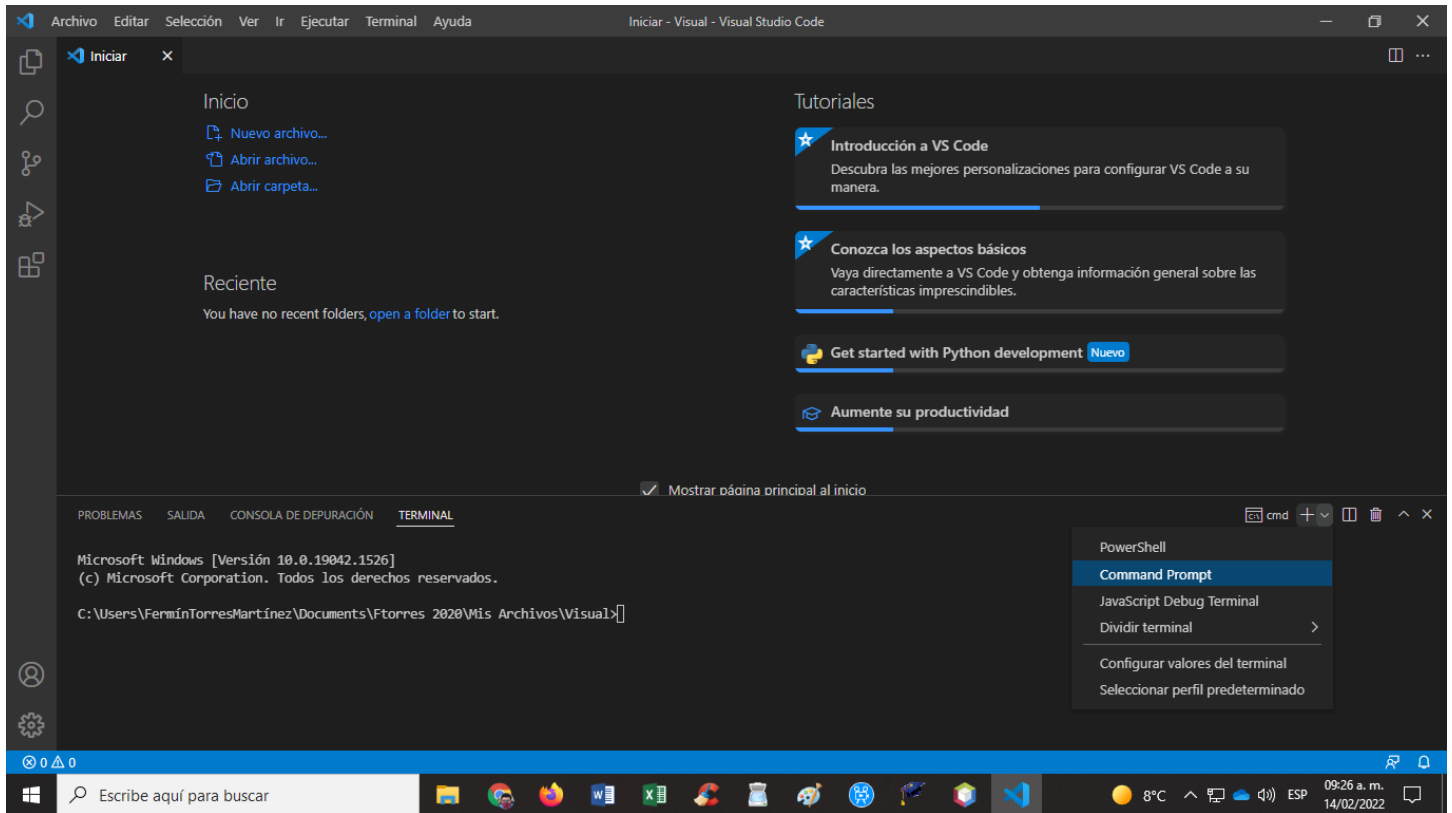 Archivo Editar Selección Ver Ir Ejecutar Terminal Ayuda
Iniciar - Visual - Visual Studio Code
Iniciar
Inicio
Nuevo archivo...
Abrir archivo...
Abrir carpeta...
Reciente
You have no recent folders, open a folder to start.
Tutoriales
Introducción a VS Code
Descubra las mejores personalizaciones para configurar VS Code a su
manera.
Conozca los aspectos básicos
Vaya directamente a VS Code y obtenga información general sobre las
características imprescindibles.
Get started with Python development Nuevo
Aumente su productividad
Mostrar página principal al inicio
PROBLEMAS SALIDA CONSOLA DE DEPURACIÓN TERMINAL
cmd
Microsoft Windows [Versión 10.0.19042.1526]
(c) Microsoft Corporation. Todos los derechos reservados.
C:\Users\FermínTorresMartínez\Documents\Ftorres 2020\Mis Archivos\Visual>
PowerShell
Command Prompt
JavaScript Debug Terminal
Dividir terminal
Configurar valores del terminal
Seleccionar perfil predeterminado
0 0
Escribe aquí para buscar
8°C
ESP
09:26 a. m.
14/02/2022